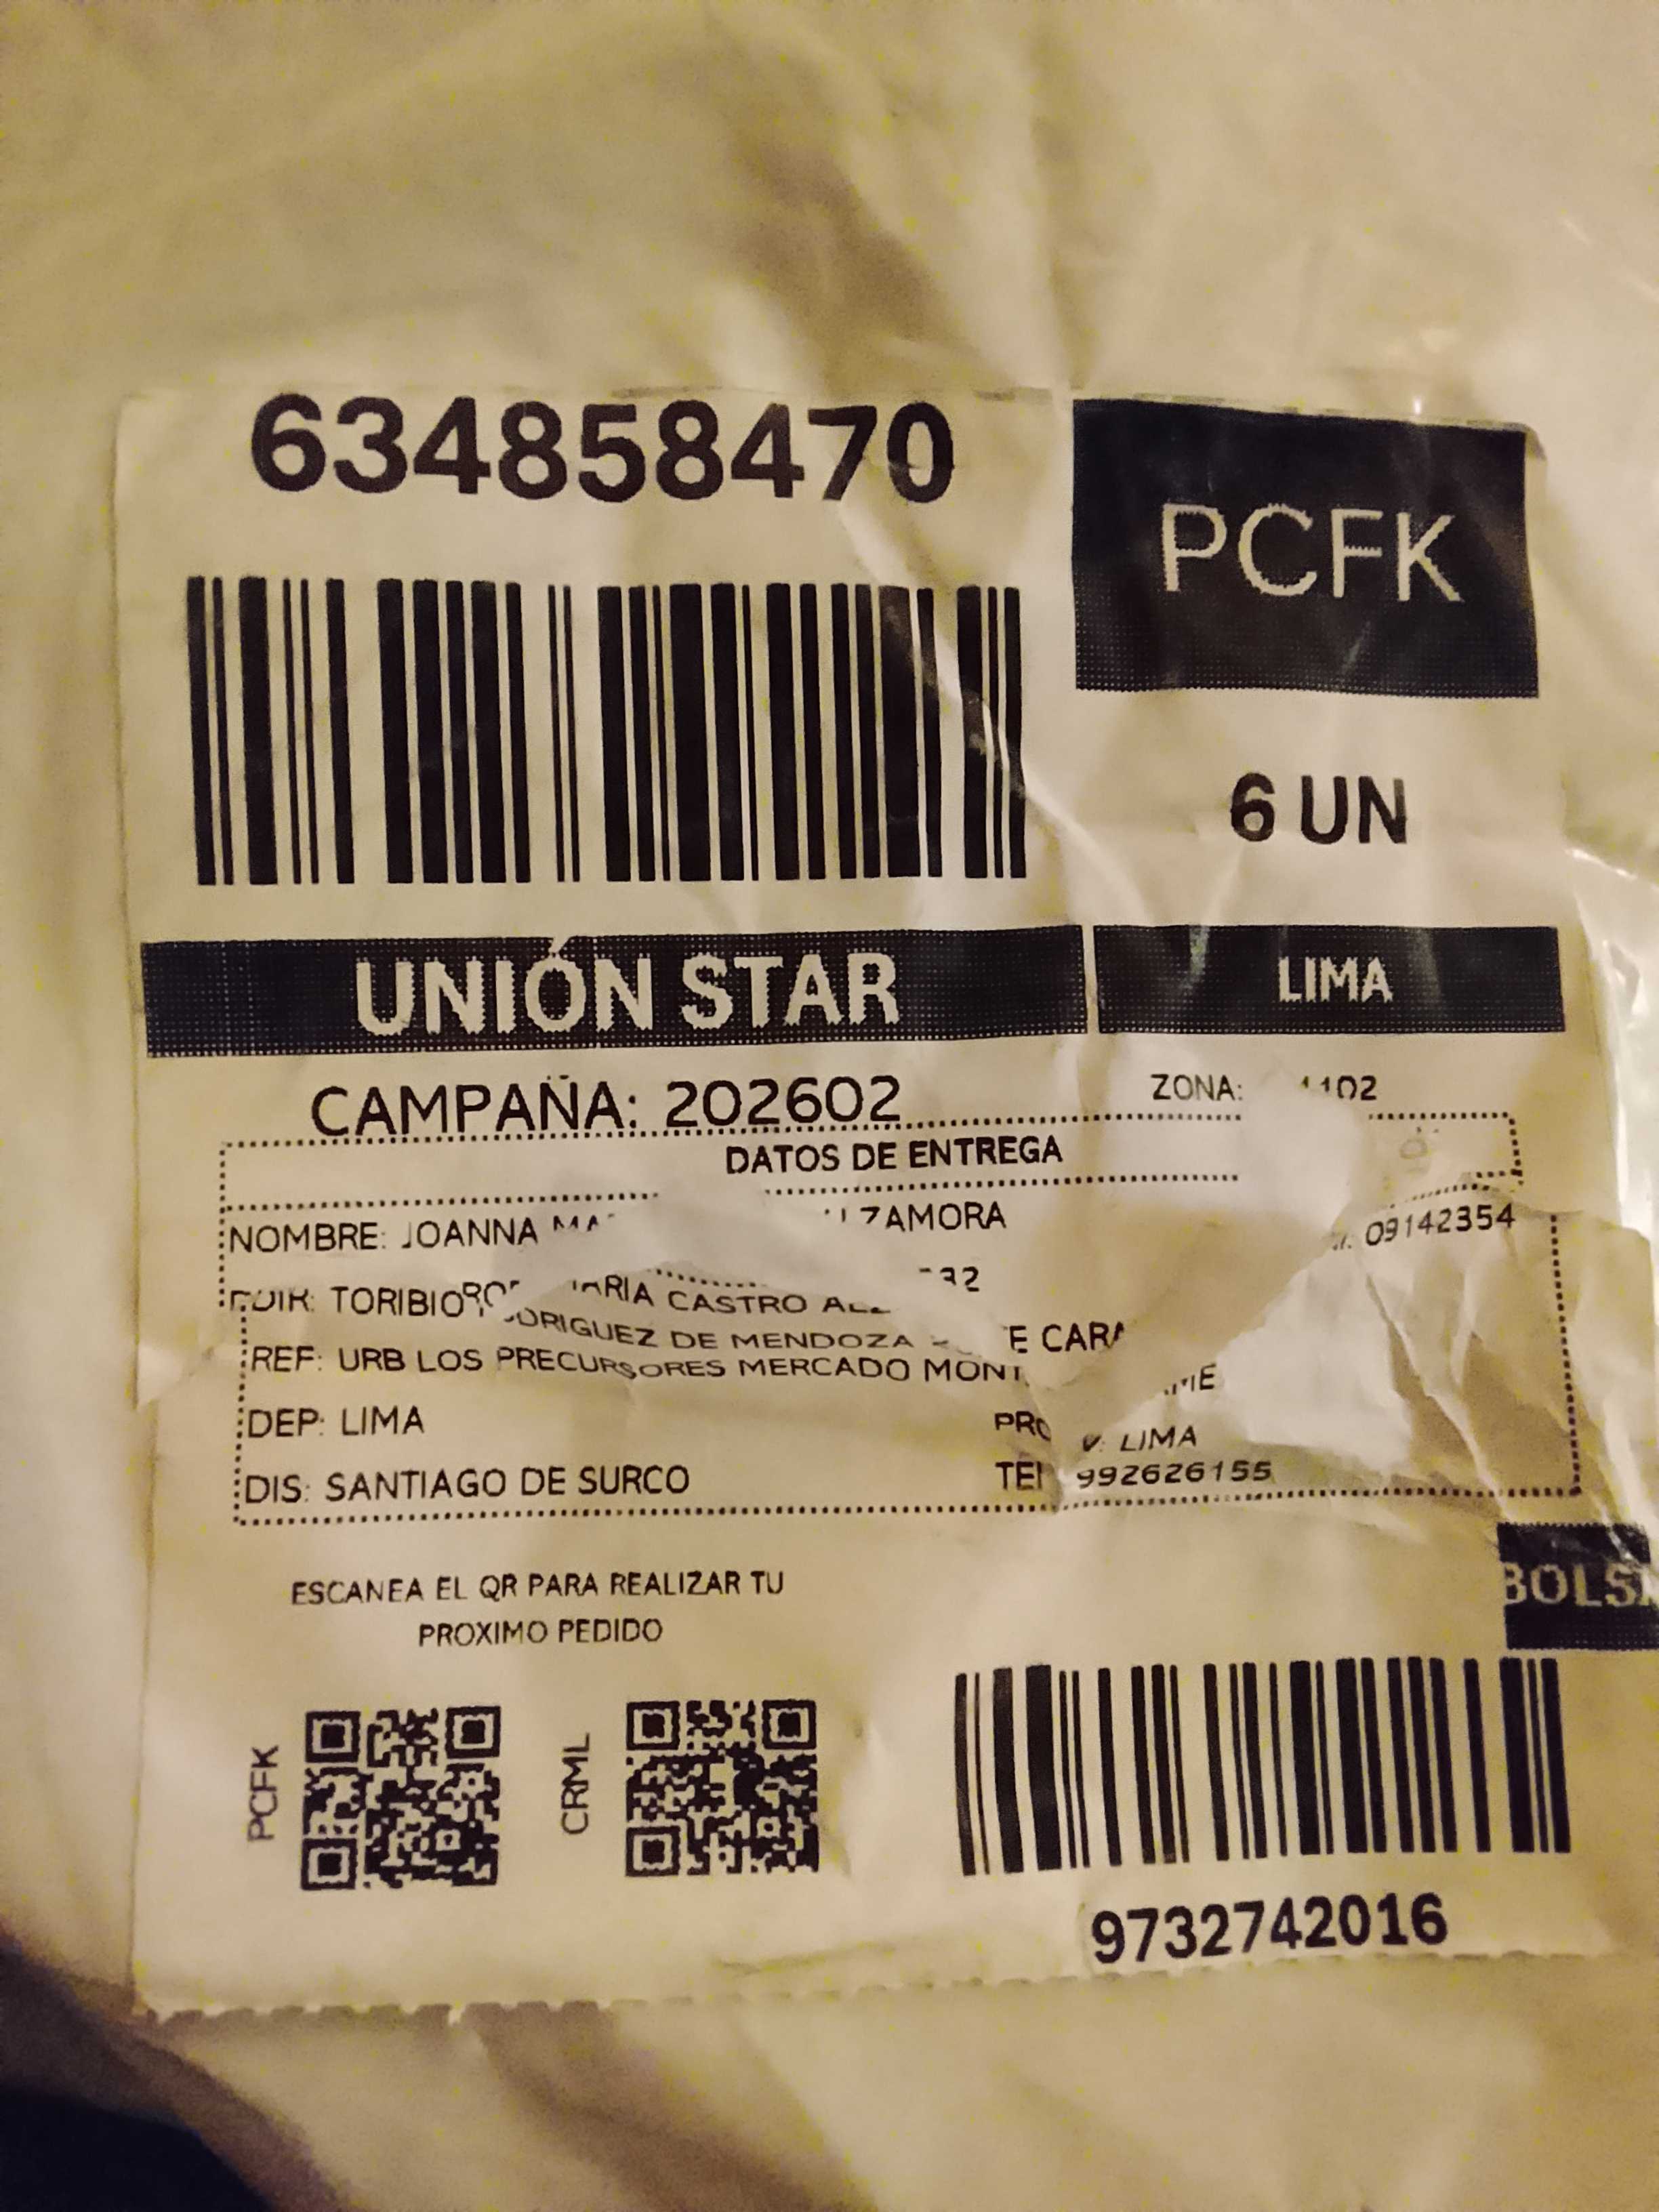 634858470
PCFK
6 UN
UNIÓN STAR
LIMA
CAMPAÑA: 202602
ZONA:
DATOS DE ENTREGA
NOMBRE: JOANNA ZAMORA
09142354
TORIBIO CASTRO
DE MENDOZA
REF: URB LOS PRECURSORES MERCADO
DEP: LIMA
LIMA
DIS: SANTIAGO DE SURCO
992626155
ESCANEA EL QR PARA REALIZAR TU
PROXIMO PEDIDO
PCFK
CRML
9732742016